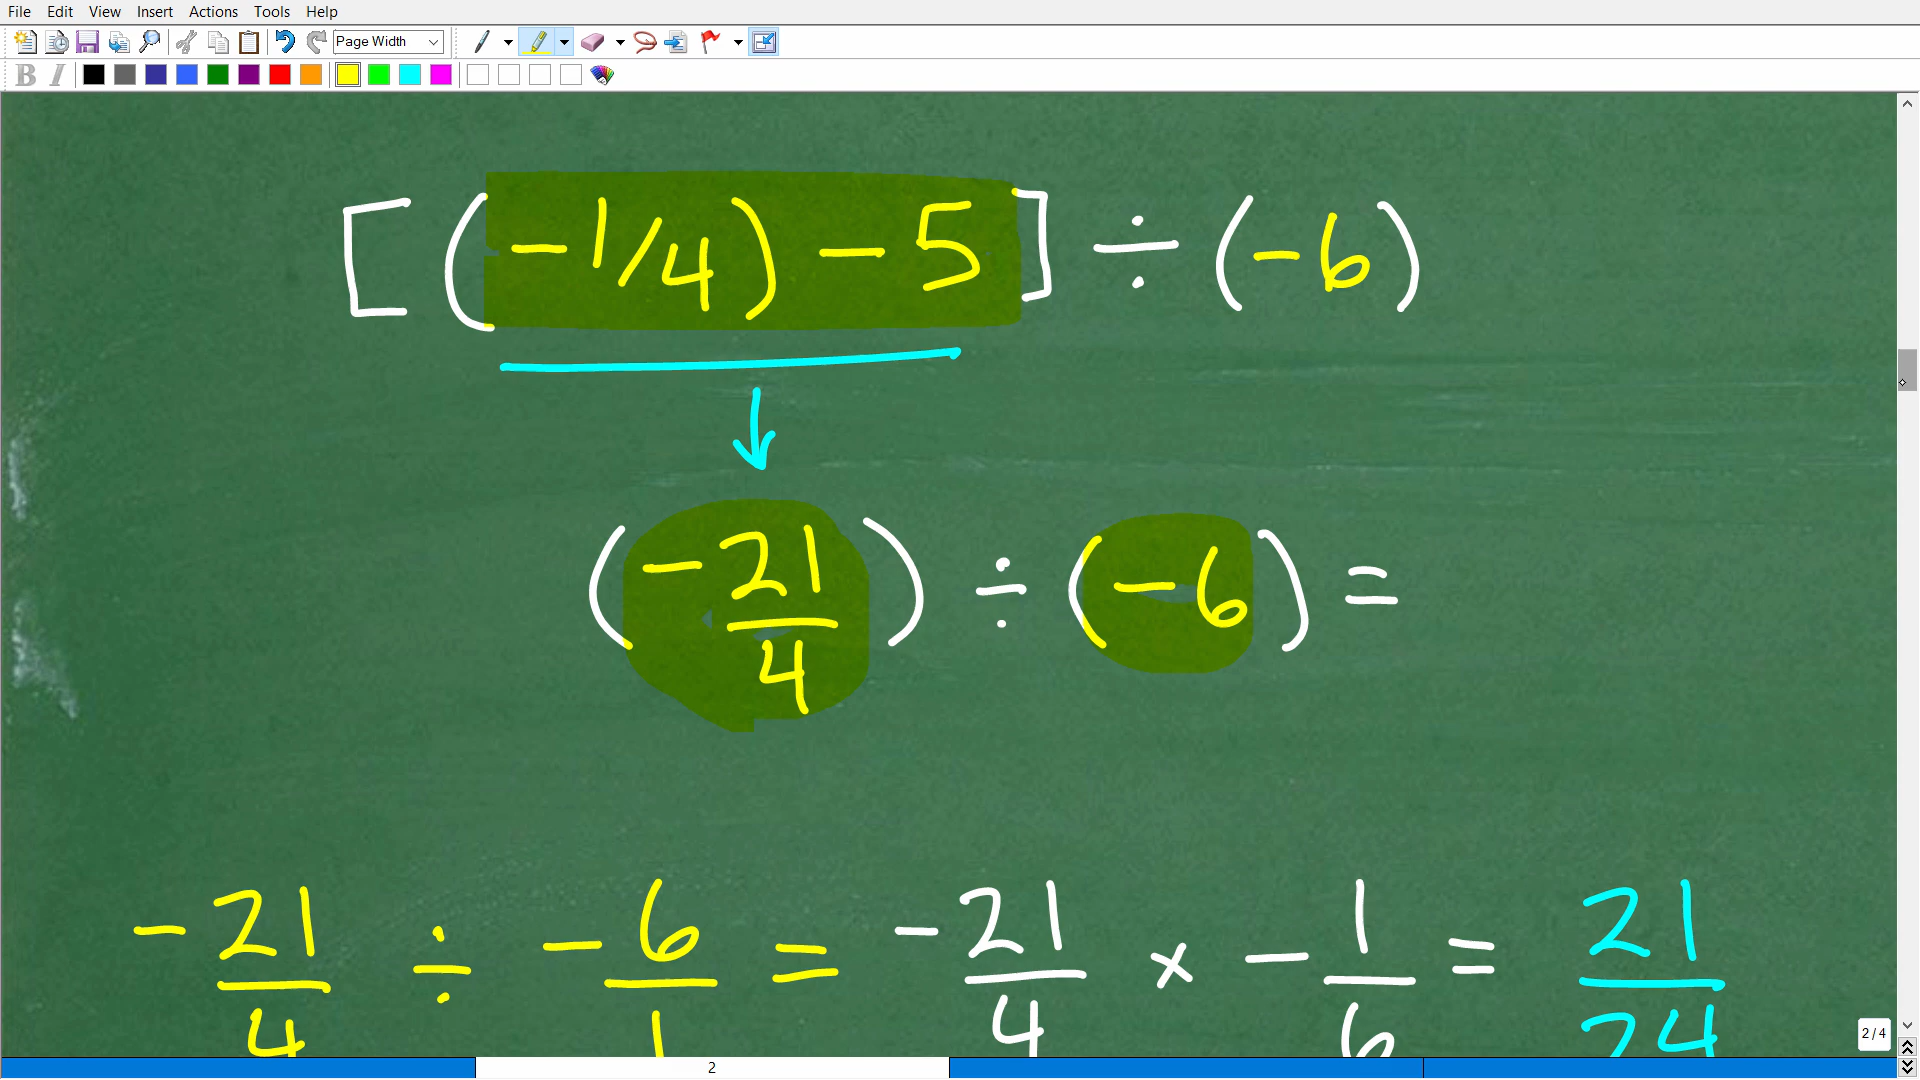 File Edit View Insert Actions Tools Help
Page Width
B I
[(-1/4) - 5] ÷ (-6)
(-21/4) ÷ (-6) =
-21/4 ÷ -6/1 = -21/4 × -1/6 = 21/24
2 / 4
2